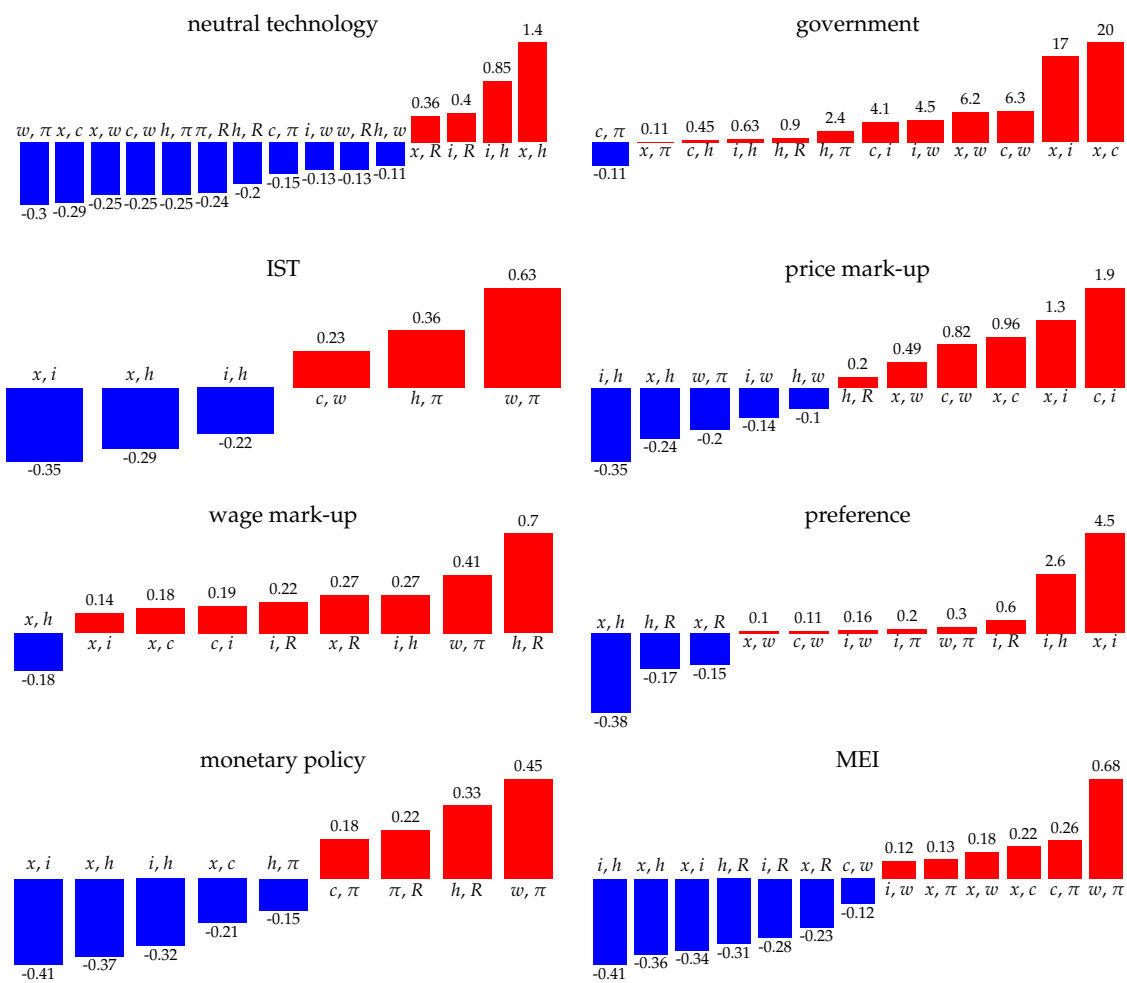 neutral technology
1.4
0.85
0.36 0.4
w, π x, c x, w c, w h, π π, R h, R c, π i, w w, R h, w
x, R i, R i, h x, h
-0.3 -0.29 -0.25 -0.25 -0.25 -0.24 -0.2 -0.15 -0.13 -0.13 -0.11
government
17 20
0.11 0.45 0.63 0.9 2.4 4.1 4.5 6.2 6.3
c, π
x, π c, h i, h h, R h, π c, i i, w x, w c, w x, i x, c
-0.11
IST
0.63
0.23 0.36
x, i x, h i, h
c, w h, π w, π
-0.35 -0.29 -0.22
price mark-up
1.9
0.2 0.49 0.82 0.96 1.3
i, h x, h w, π i, w h, w
h, R x, w c, w x, c x, i c, i
-0.35 -0.24 -0.2 -0.14 -0.1
wage mark-up
0.7
0.14 0.18 0.19 0.22 0.27 0.27 0.41
x, h
x, i x, c c, i i, R x, R i, h w, π h, R
-0.18
preference
4.5
2.6
0.1 0.11 0.16 0.2 0.3 0.6
x, h h, R x, R
x, w c, w i, w i, π w, π i, R i, h x, i
-0.38 -0.17 -0.15
monetary policy
0.45
0.18 0.22 0.33
x, i x, h i, h x, c h, π
c, π π, R h, R w, π
-0.41 -0.37 -0.32 -0.21 -0.15
MEI
0.68
0.12 0.13 0.18 0.22 0.26
i, h x, h x, i h, R i, R x, R c, w
i, w x, π x, w x, c c, π w, π
-0.41 -0.36 -0.34 -0.31 -0.28 -0.23 -0.12